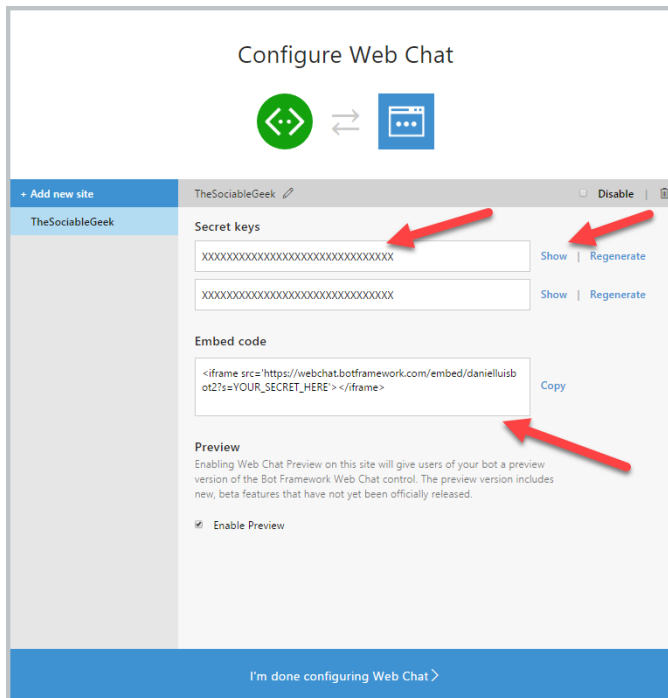 Configure Web Chat
+ Add new site
TheSociableGeek
TheSociableGeek
Disable |
Secret keys
XXXXXXXXXXXXXXXXXXXXXXXXXXXXXXXX
Show | Regenerate
XXXXXXXXXXXXXXXXXXXXXXXXXXXXXXXX
Show | Regenerate
Embed code
<iframe src='https://webchat.botframework.com/embed/danielluisb
ot2?s=YOUR_SECRET_HERE'></iframe>
Copy
Preview
Enabling Web Chat Preview on this site will give users of your bot a preview
version of the Bot Framework Web Chat control. The preview version includes
new, beta features that have not yet been officially released.
Enable Preview
I'm done configuring Web Chat